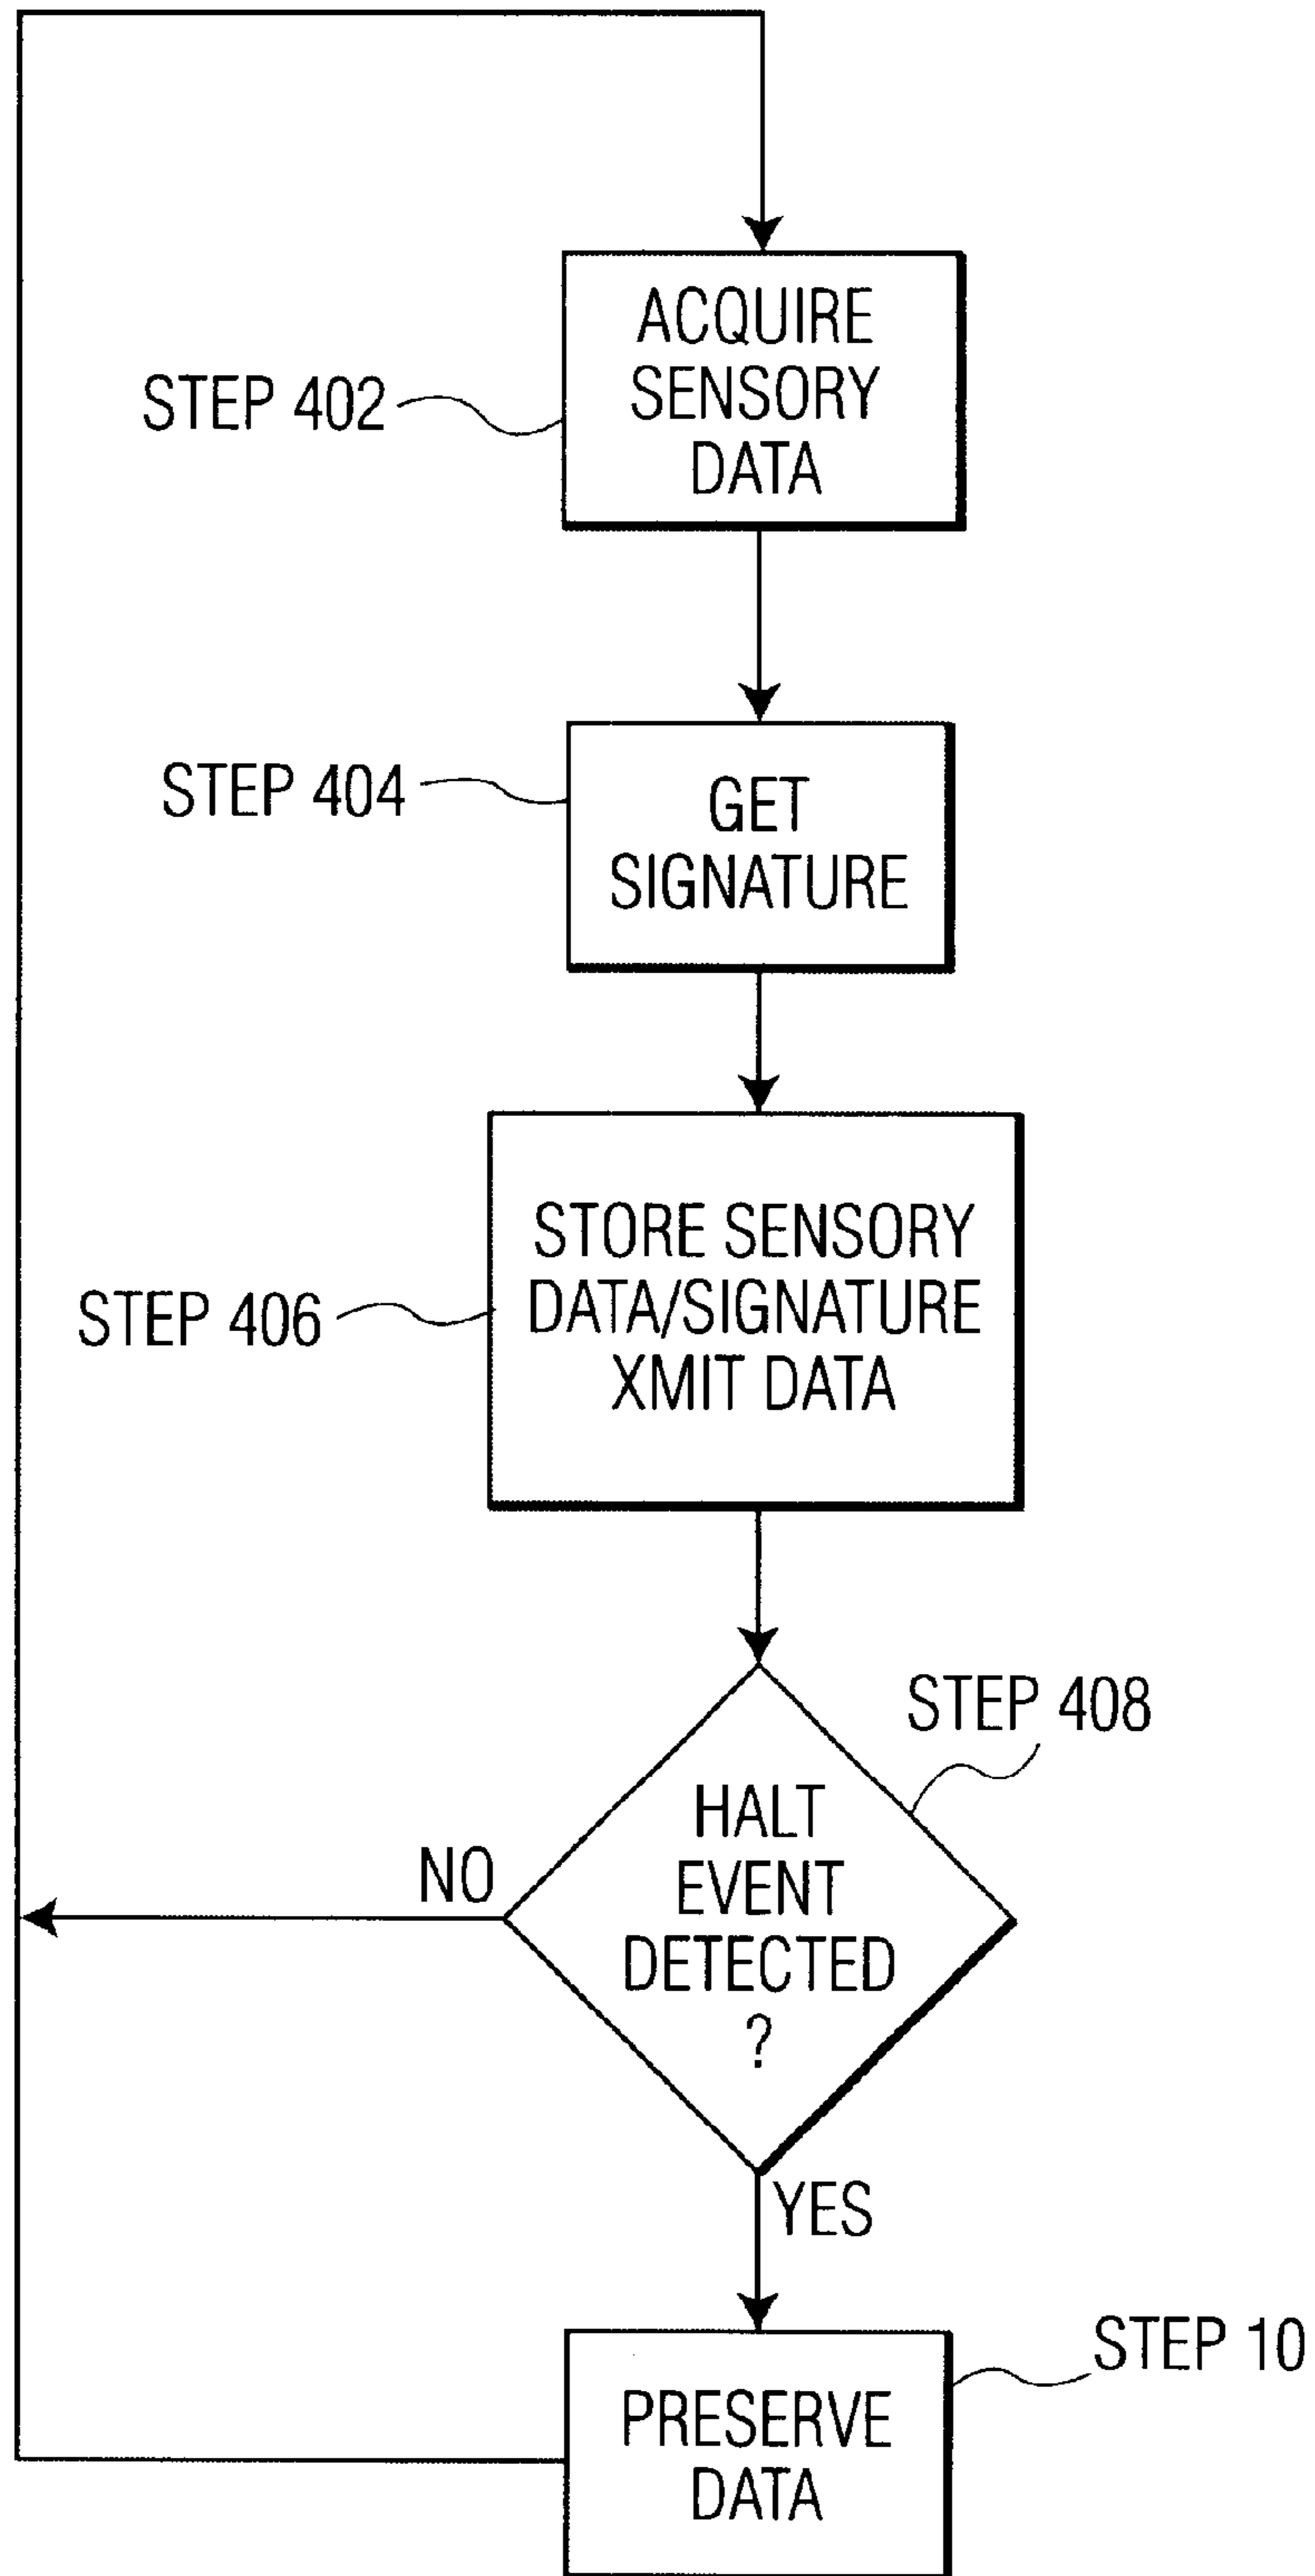 ACQUIRE
SENSORY
DATA
STEP 402
GET
SIGNATURE
STEP 404
STORE SENSORY
DATA/SIGNATURE
XMIT DATA
STEP 406
STEP 408
HALT
EVENT
DETECTED
?
NO
YES
STEP 10
PRESERVE
DATA